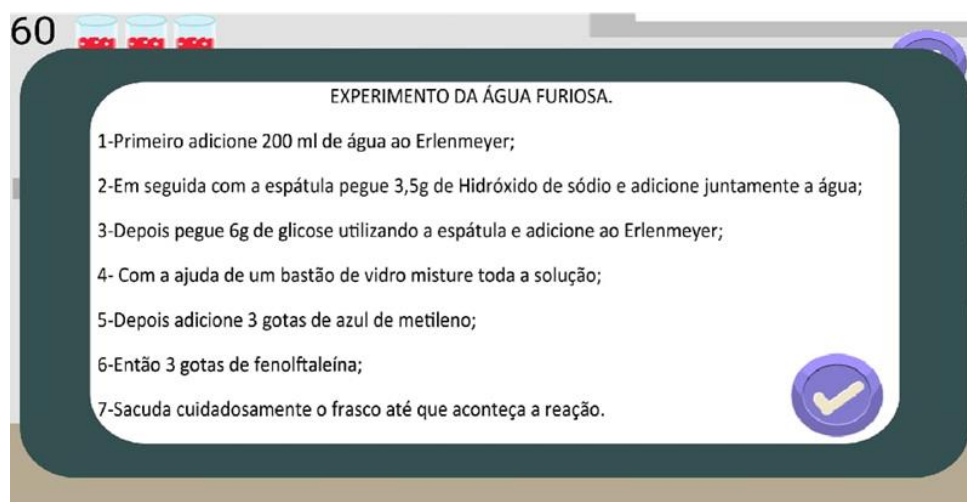 60
EXPERIMENTO DA ÁGUA FURIOSA.
1-Primeiro adicione 200 ml de água ao Erlenmeyer;
2-Em seguida com a espátula pegue 3,5g de Hidróxido de sódio e adicione juntamente a água;
3-Depois pegue 6g de glicose utilizando a espátula e adicione ao Erlenmeyer;
4- Com a ajuda de um bastão de vidro misture toda a solução;
5-Depois adicione 3 gotas de azul de metileno;
6-Então 3 gotas de fenolftaleína;
7-Sacuda cuidadosamente o frasco até que aconteça a reação.